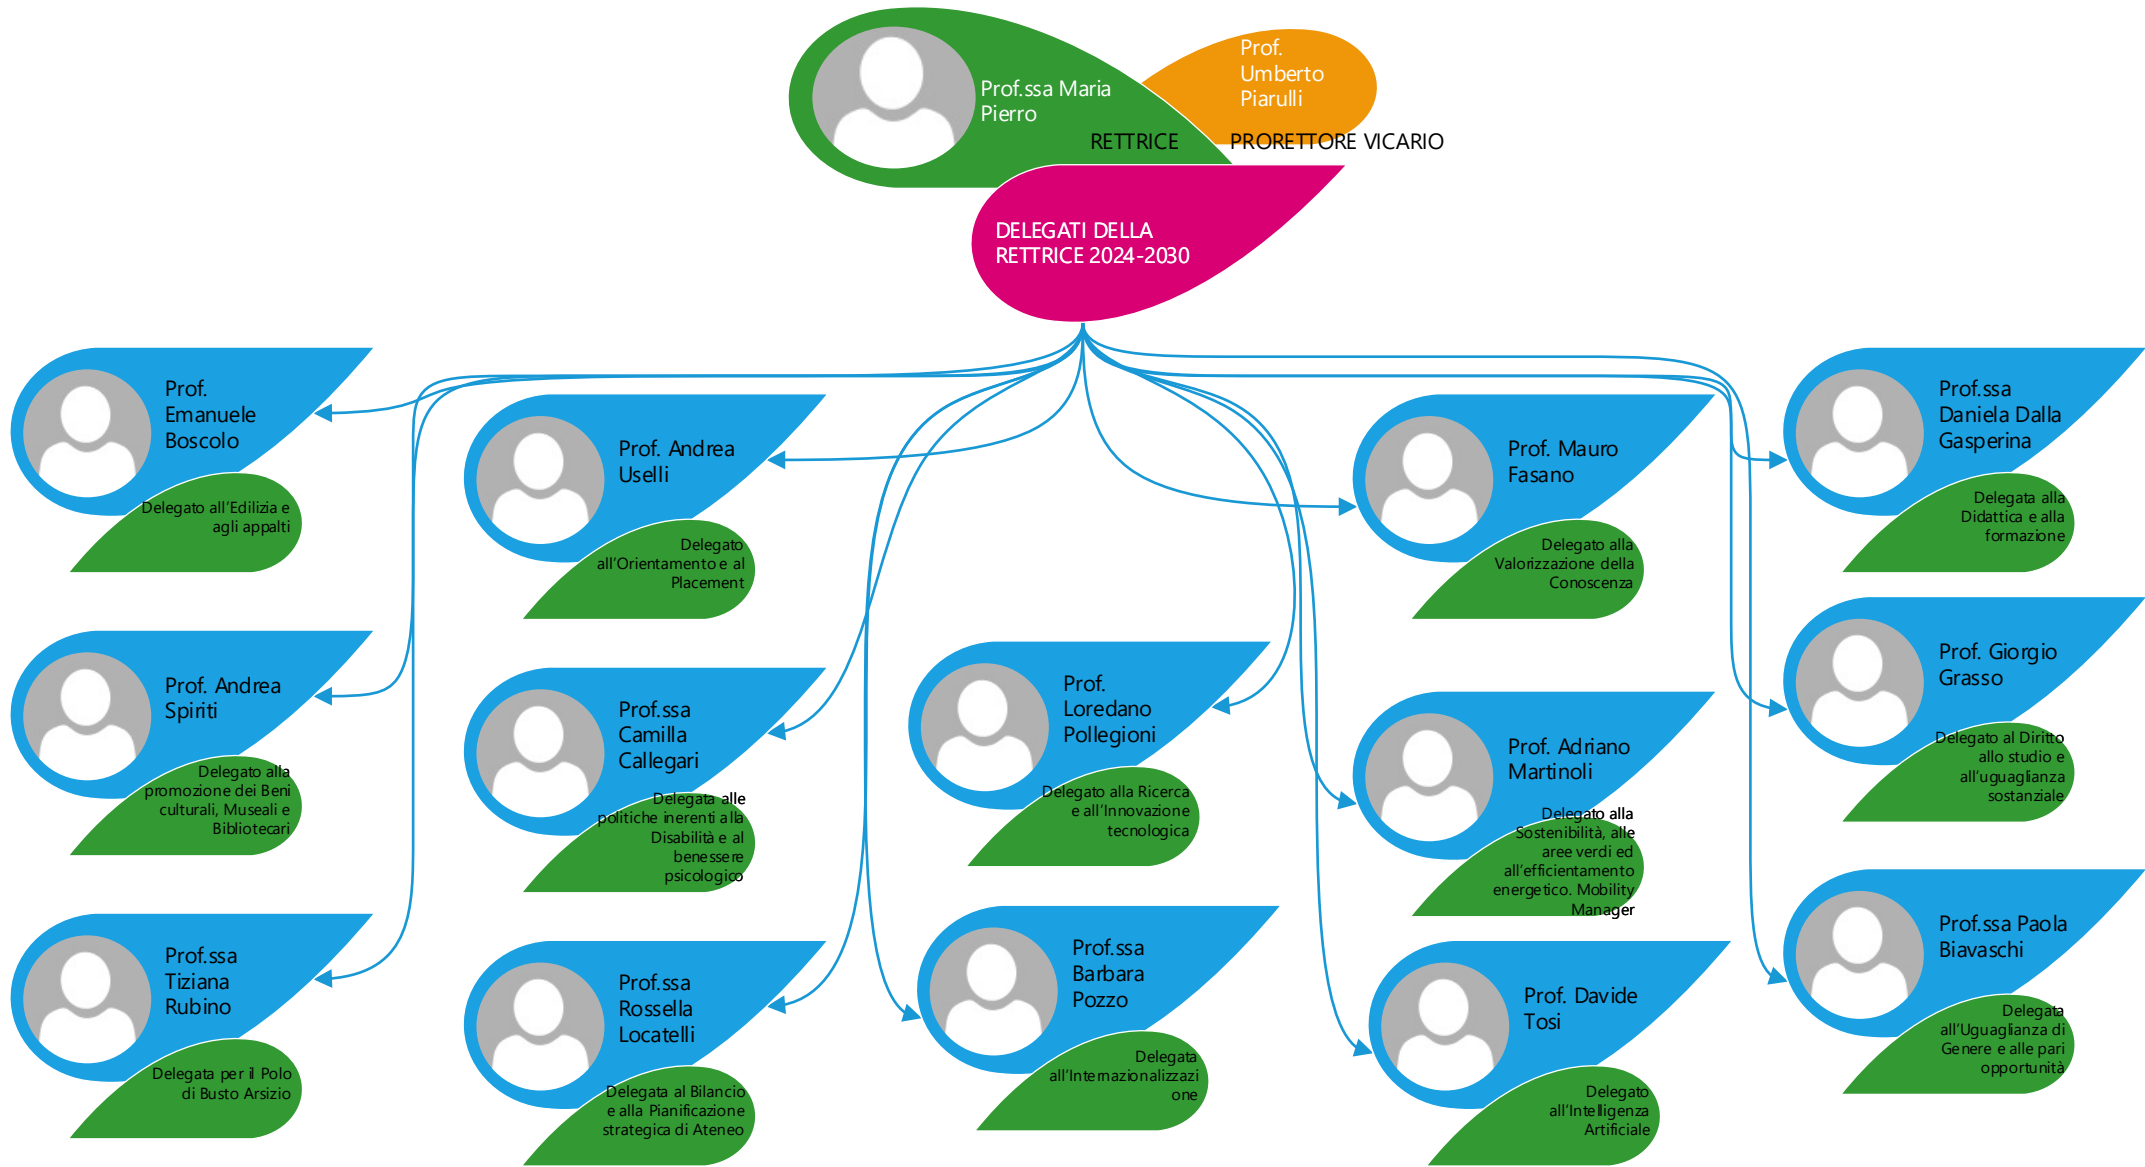 Prof.ssa Maria
Pierro
RETTRICE
Prof.
Umberto
Piarulli
PRORETTORE VICARIO
DELEGATI DELLA
RETTRICE 2024-2030
Prof.
Emanuele
Boscolo
Delegato all'Edilizia e
agli appalti
Prof. Andrea
Uselli
Delegato
all'Orientamento e al
Placement
Prof. Mauro
Fasano
Delegato alla
Valorizzazione della
Conoscenza
Prof.ssa
Daniela Dalla
Gasperina
Delegata alla
Didattica e alla
formazione
Prof. Andrea
Spiriti
Delegato alla
promozione dei Beni
culturali, Museali e
Bibliotecari
Prof.ssa
Camilla
Callegari
Delegata alle
politiche inerenti alla
Disabilità e al
benessere
psicologico
Prof.
Loredano
Pollegioni
Delegato alla Ricerca
e all'Innovazione
tecnologica
Prof. Adriano
Martinoli
Delegato alla
Sostenibilità, alle
aree verdi ed
all'efficientamento
energetico. Mobility
Manager
Prof. Giorgio
Grasso
Delegato al Diritto
allo studio e
all'uguaglianza
sostanziale
Prof.ssa
Tiziana
Rubino
Delegata per il Polo
di Busto Arsizio
Prof.ssa
Rossella
Locatelli
Delegata al Bilancio
e alla Pianificazione
strategica di Ateneo
Prof.ssa
Barbara
Pozzo
Delegata
all'Internazionalizzazi
one
Prof. Davide
Tosi
Delegato
all'Intelligenza
Artificiale
Prof.ssa Paola
Biavaschi
Delegata
all'Uguaglianza di
Genere e alle pari
opportunità